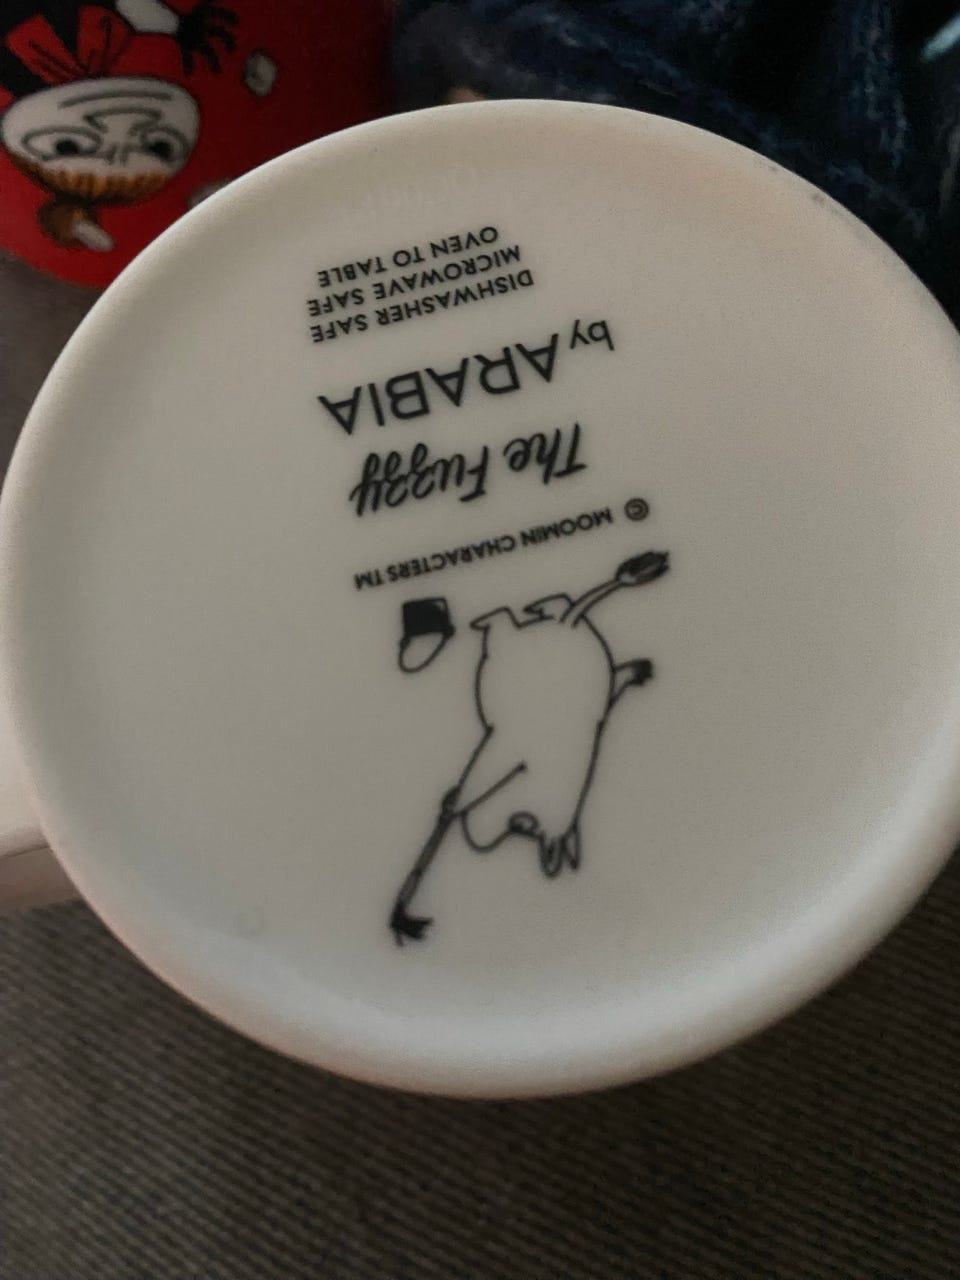 © MOOMIN CHARACTERS TM
The Fuzzy
by ARABIA
DISHWASHER SAFE
MICROWAVE SAFE
OVEN TO TABLE